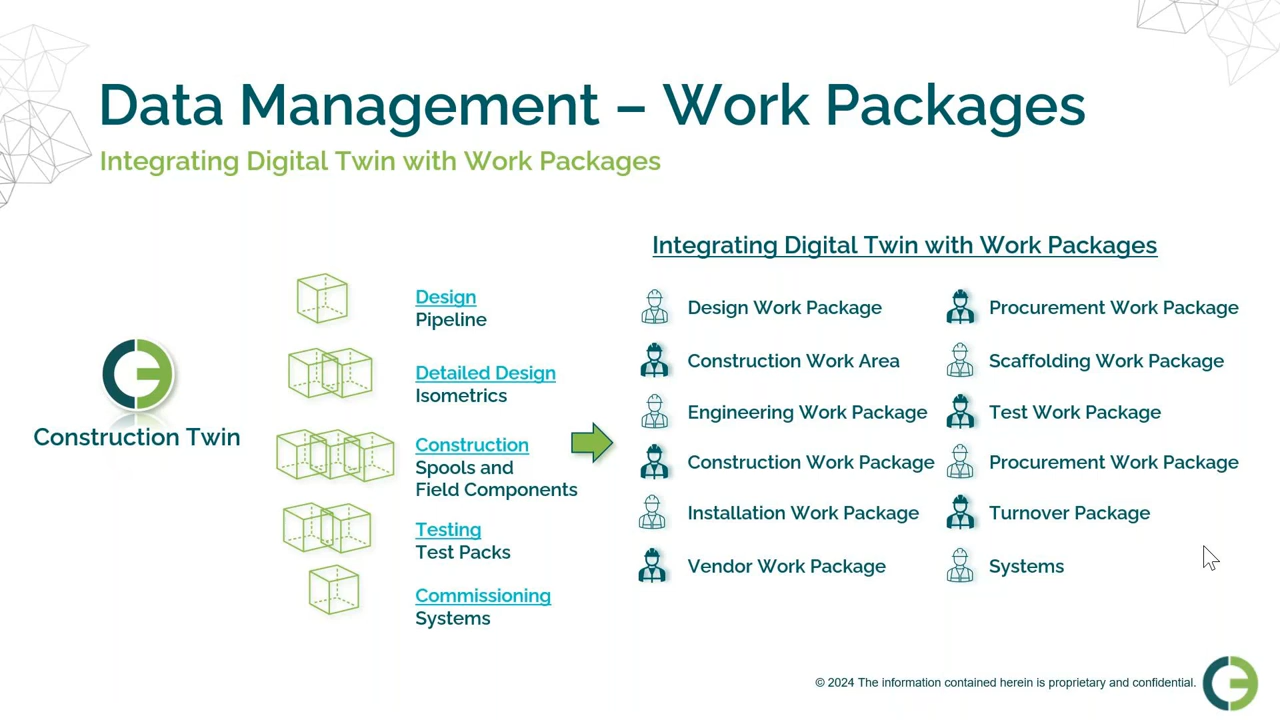 Data Management – Work Packages
Integrating Digital Twin with Work Packages
Construction Twin
Design
Pipeline
Detailed Design
Isometrics
Construction
Spools and
Field Components
Testing
Test Packs
Commissioning
Systems
Integrating Digital Twin with Work Packages
Design Work Package
Construction Work Area
Engineering Work Package
Construction Work Package
Installation Work Package
Vendor Work Package
Procurement Work Package
Scaffolding Work Package
Test Work Package
Procurement Work Package
Turnover Package
Systems
© 2024 The information contained herein is proprietary and confidential.